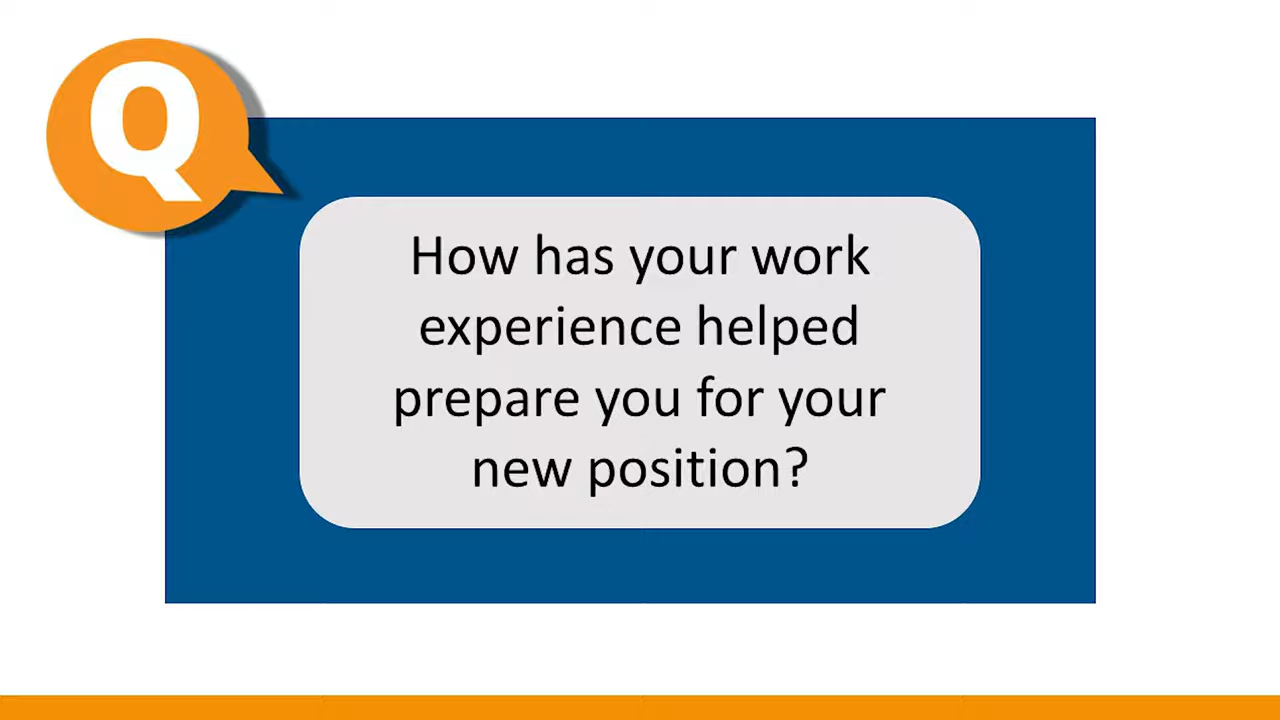 Q
How has your work
experience helped
prepare you for your
new position?